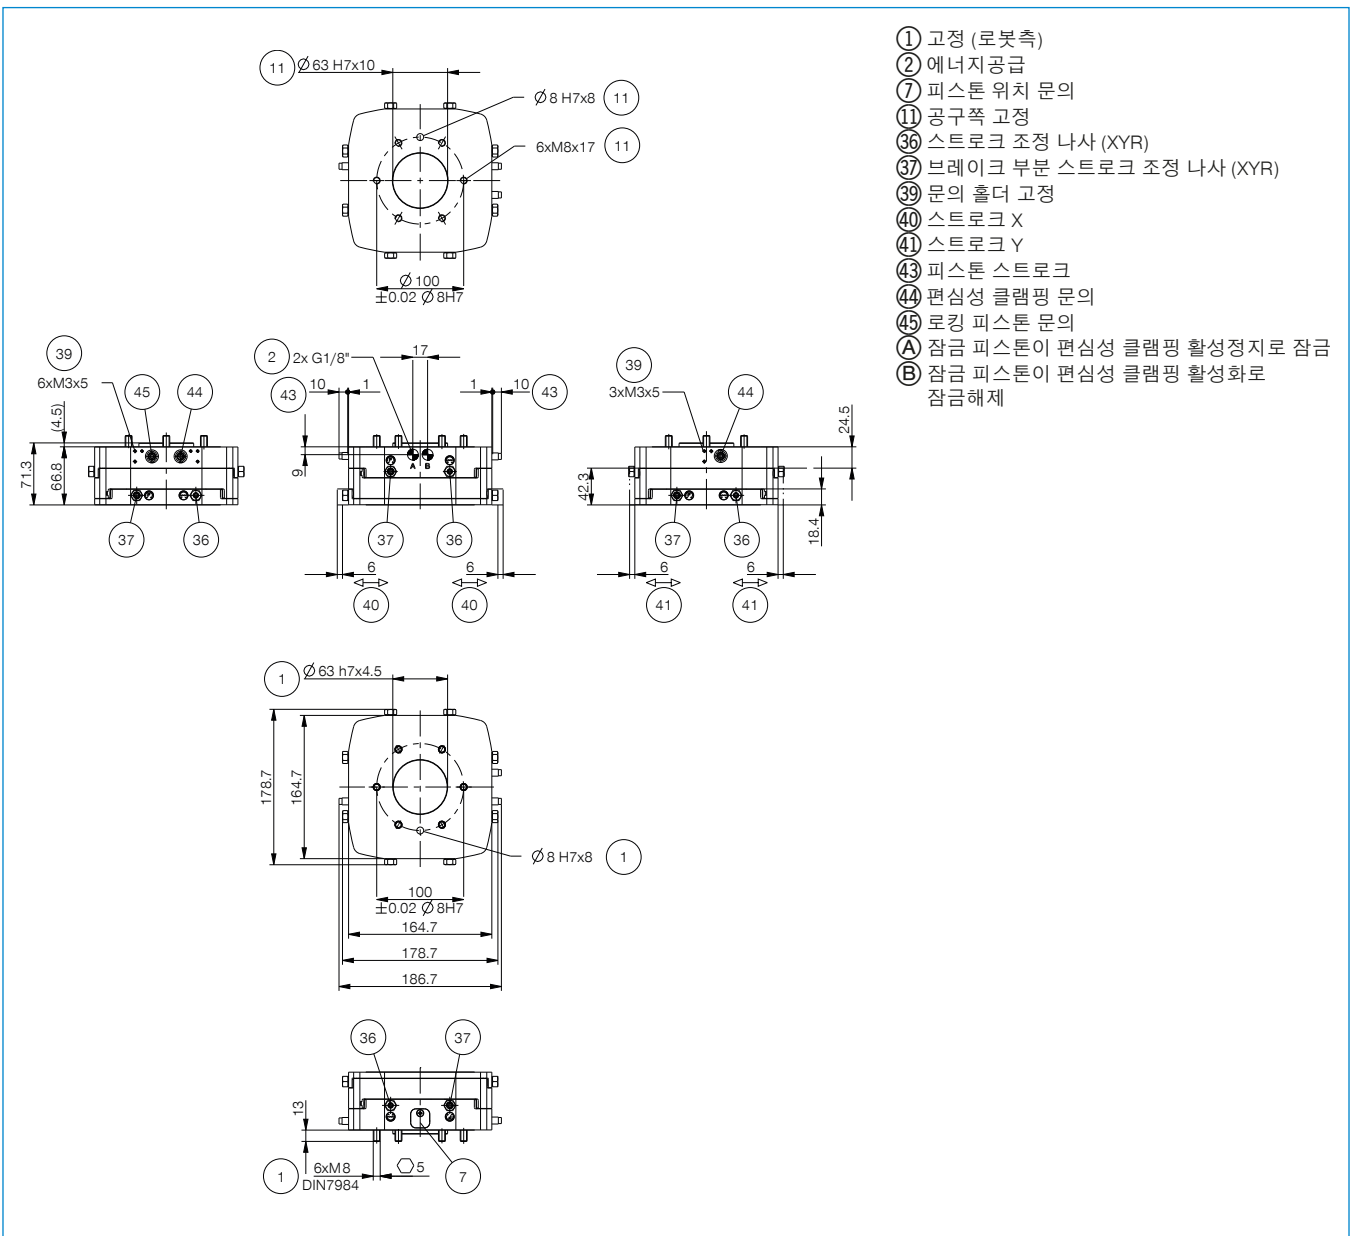 ① 고정 (로봇측)
② 에너지공급
⑦ 피스톤 위치 문의
⑪ 공구쪽 고정
㊱ 스트로크 조정 나사 (XYR)
㊲ 브레이크 부분 스트로크 조정 나사 (XYR)
㊴ 문의 홀더 고정
㊵ 스트로크 X
㊶ 스트로크 Y
㊸ 피스톤 스트로크
㊹ 편심성 클램핑 문의
㊺ 로킹 피스톤 문의
Ⓐ 잠금 피스톤이 편심성 클램핑 활성정지로 잠금
Ⓑ 잠금 피스톤이 편심성 클램핑 활성화로
잠금해제
11 Ø 63 H7x10
Ø 8 H7x8 11
6xM8x17 11
Ø 100
±0.02 Ø 8H7
39
6xM3x5
45 44
(4.5)
71.3
66.8
37 36
2 2x G1/8"
17
43 10 1
1 10 43
9
A B
37 36
6 6
40 40
39
3xM3x5
44
24.5
42.3
18.4
37 36
6 6
41 41
1 Ø 63 h7x4.5
178.7
164.7
Ø 8 H7x8 1
100
±0.02 Ø 8H7
164.7
178.7
186.7
36 37
13
1 6xM8 5 7
DIN7984